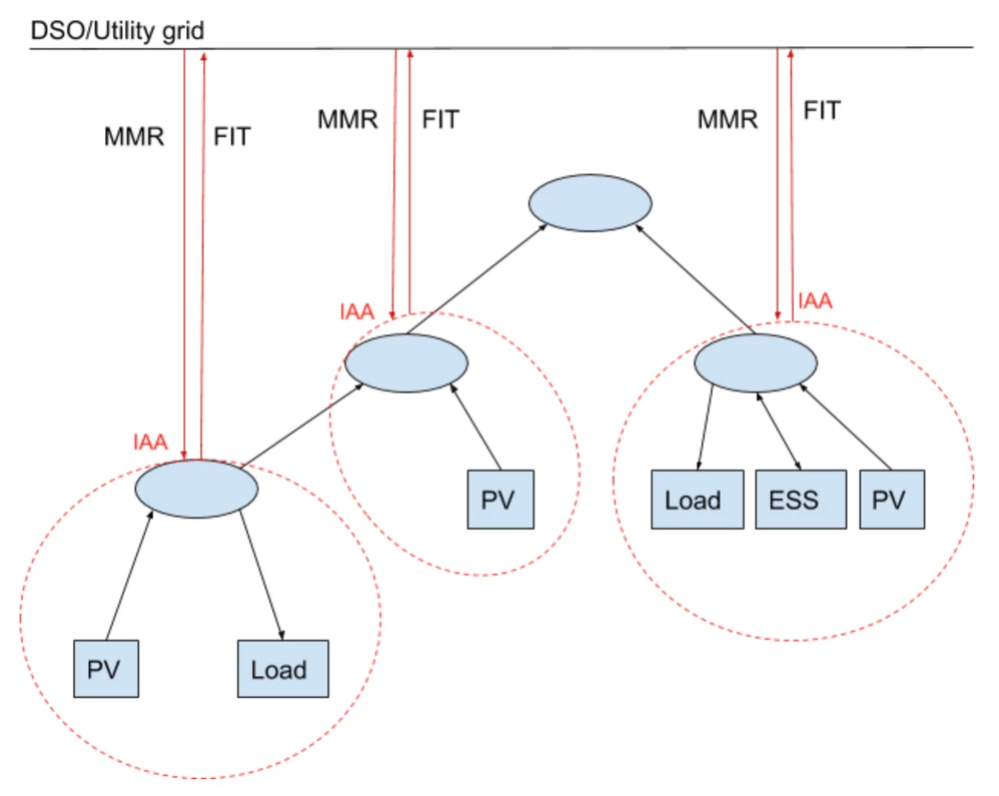 DSO/Utility grid
MMR
FIT
MMR
FIT
MMR
FIT
IAA
IAA
IAA
PV
Load
ESS
PV
PV
Load